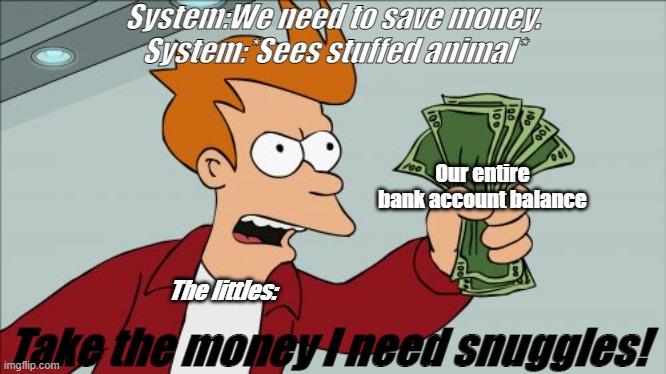 System:We need to save money.
System:*Sees stuffed animal*
Our entire
bank account balance
The littles:
Take the money I need snuggles!
imgflip.com